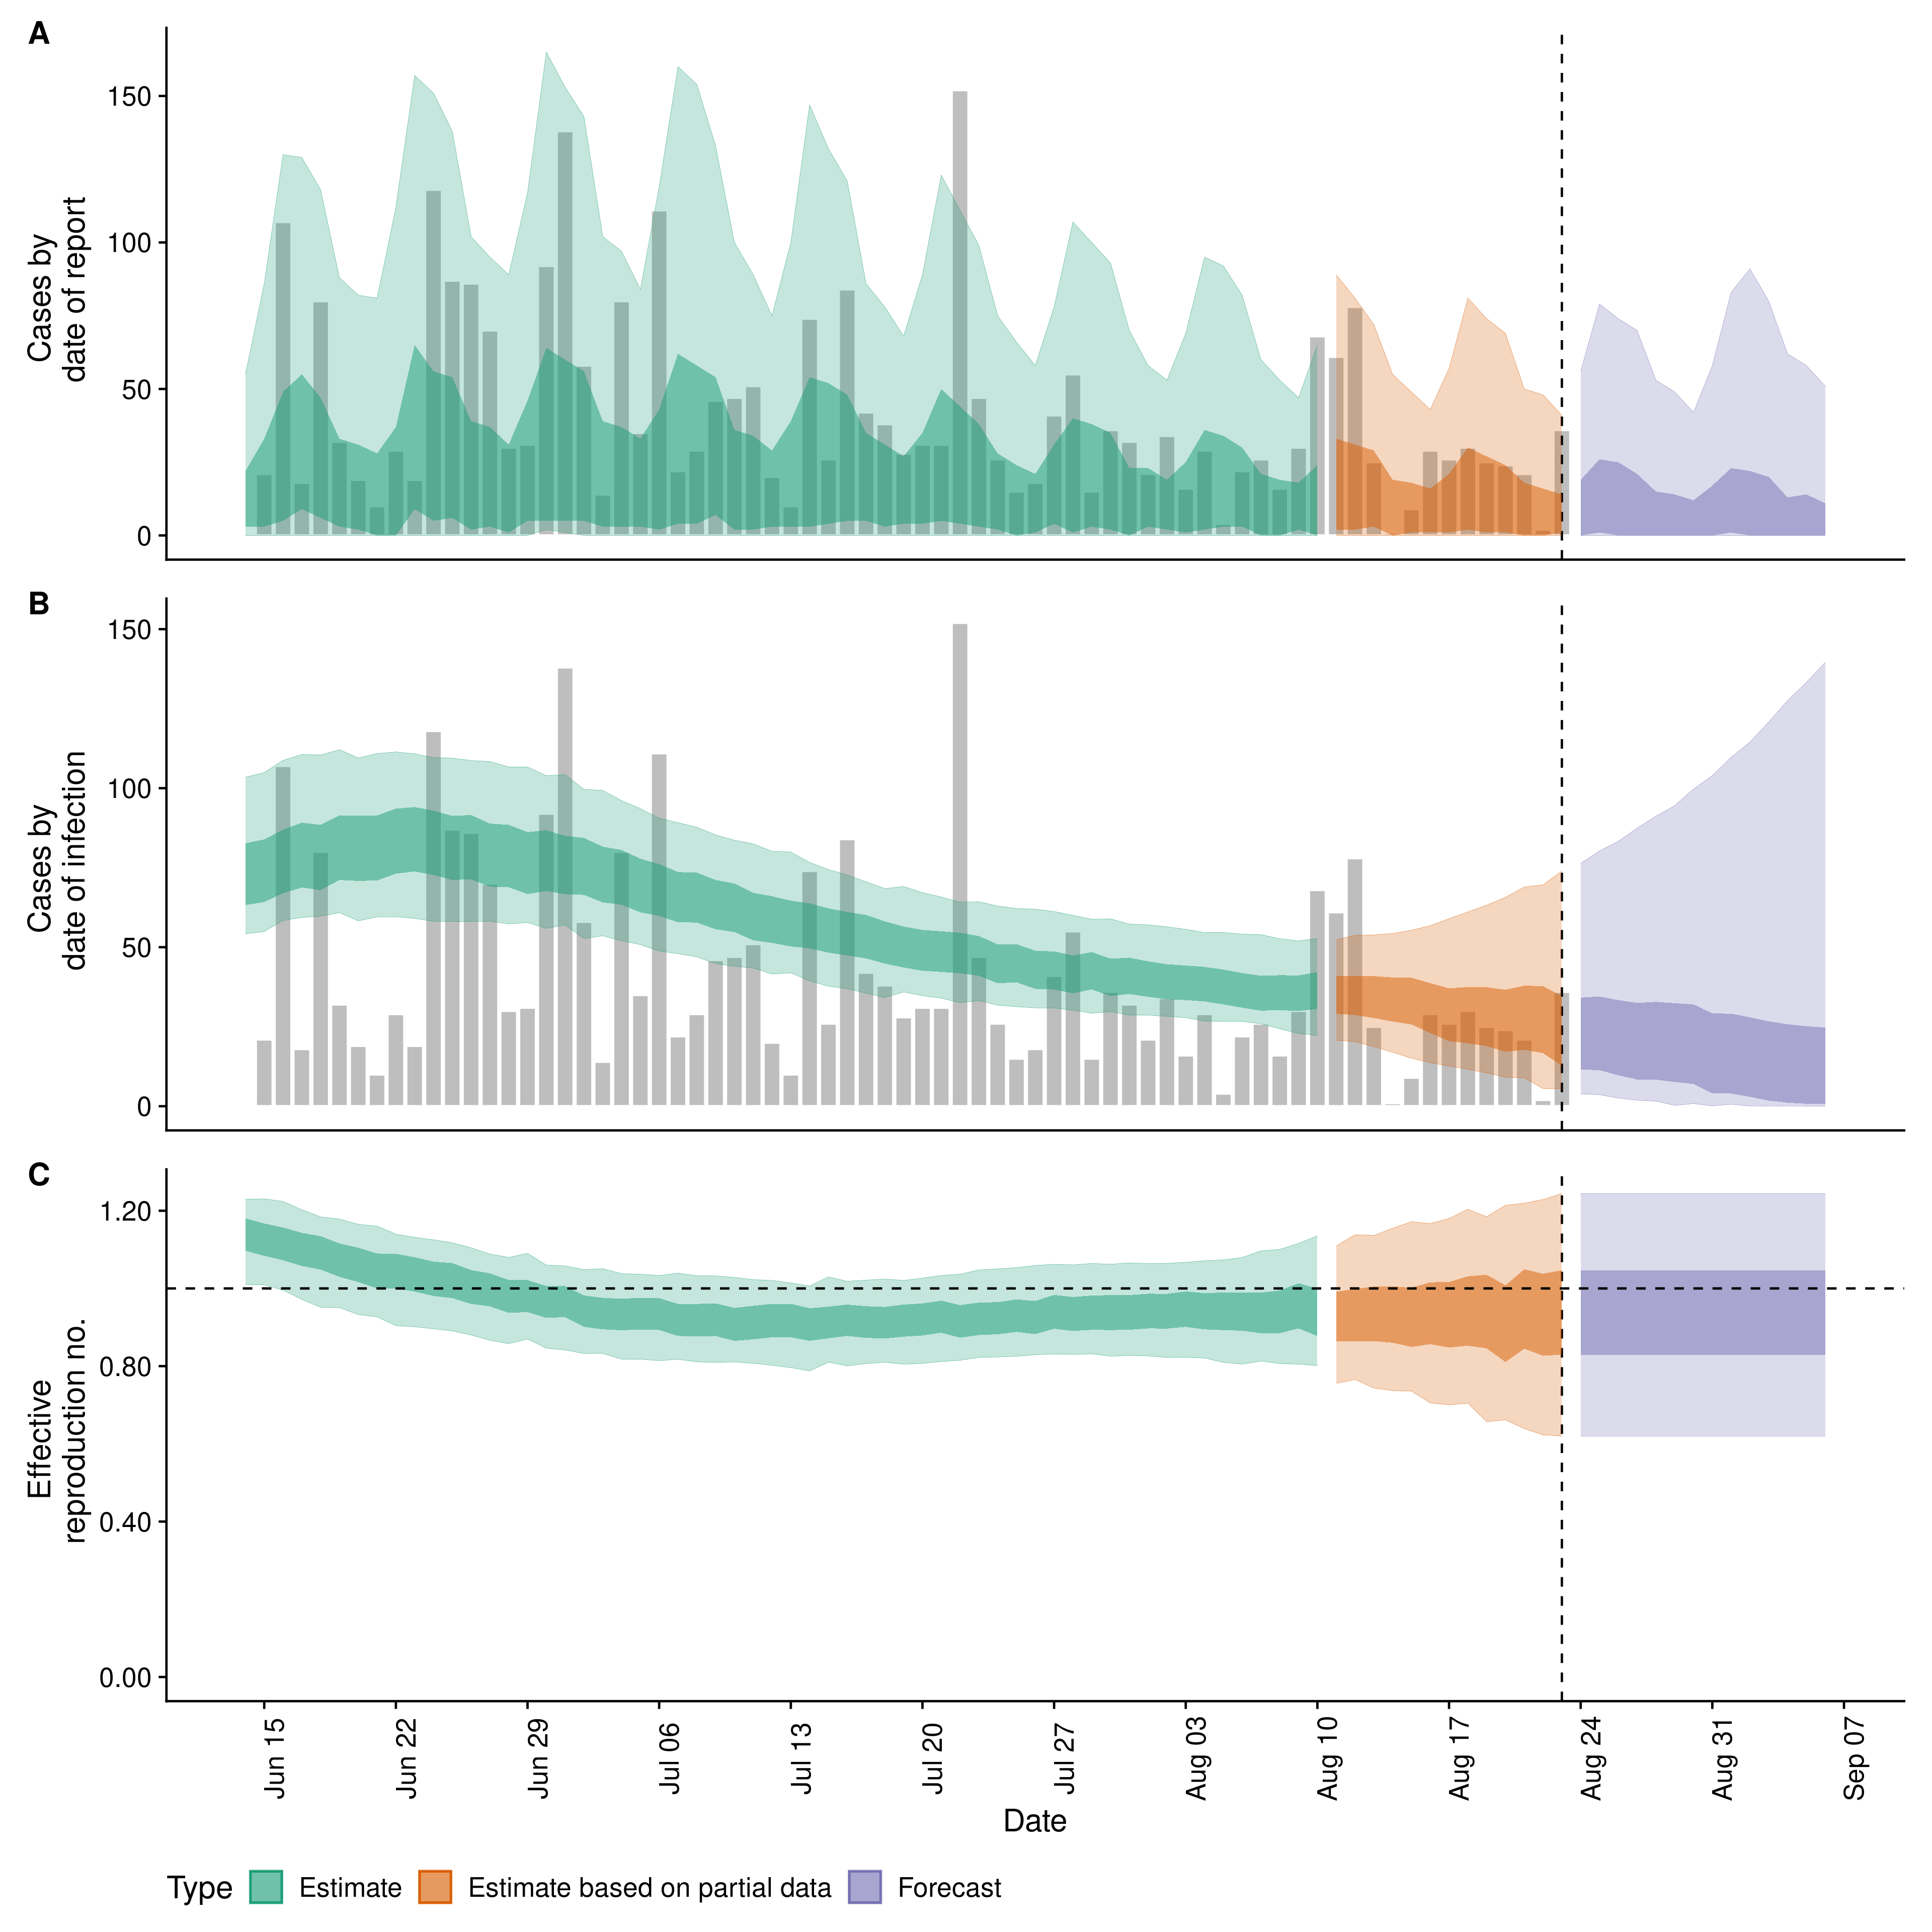 A
Cases by
date of report
150
100
50
0
B
Cases by
date of infection
150
100
50
0
C
Effective
reproduction no.
1.20
0.80
0.40
0.00
Jun 15
Jun 22
Jun 29
Jul 06
Jul 13
Jul 20
Jul 27
Aug 03
Aug 10
Aug 17
Aug 24
Aug 31
Sep 07
Date
Type Estimate Estimate based on partial data Forecast